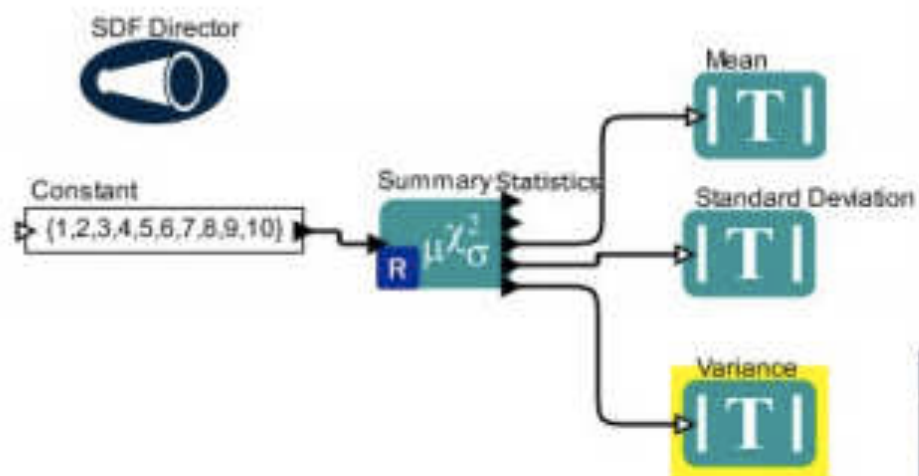 SDF Director
Mean
Constant
Summary Statistics
Standard Deviation
{1,2,3,4,5,6,7,8,9,10}
R
μχ²σ
Variance
T
T
T